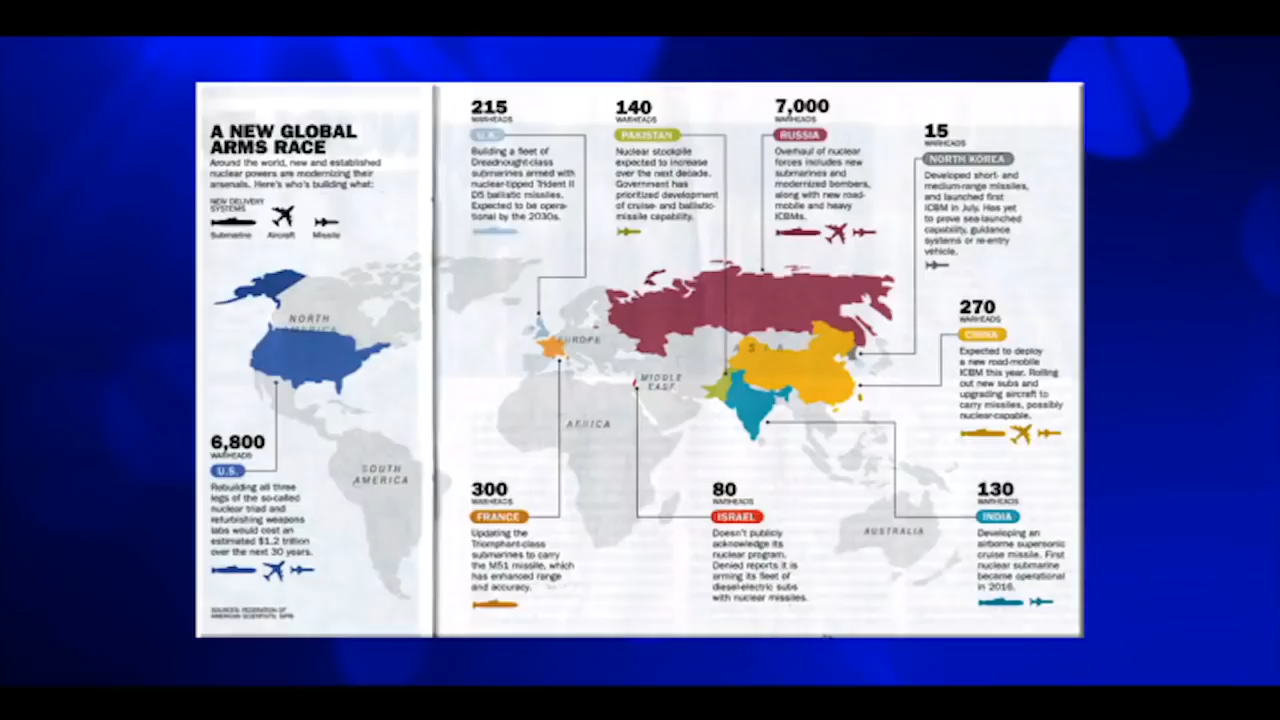 A NEW GLOBAL
ARMS RACE
Around the world, new and established
nuclear powers are modernizing their
arsenals. Here's who's building what:
NEW DELIVERY
SYSTEMS
Submarine Aircraft Missile
215
WARHEADS
U.K.
Building a fleet of
Dreadnought-class
submarines armed with
nuclear-tipped Trident II
D5 ballistic missiles.
Expected to be opera-
tional by the 2030s.
140
WARHEADS
PAKISTAN
Nuclear stockpile
expected to increase
over the next decade.
Government has
prioritized development
of cruise- and ballistic-
missile capability.
7,000
WARHEADS
RUSSIA
Overhaul of nuclear
forces includes new
submarines and
modernized bombers,
along with new road-
mobile and heavy
ICBMs.
15
WARHEADS
NORTH KOREA
Developed short- and
medium-range missiles,
and launched first
ICBM in July. Has yet
to prove sea-launched
capability, guidance
systems or re-entry
vehicle.
270
WARHEADS
CHINA
Expected to deploy
a new road-mobile
ICBM this year. Rolling
out new subs and
upgrading aircraft to
carry missiles, possibly
nuclear-capable.
NORTH
AMERICA
EUROPE
ASIA
MIDDLE
EAST
AFRICA
SOUTH
AMERICA
AUSTRALIA
6,800
WARHEADS
U.S.
Rebuilding all three
legs of the so-called
nuclear triad and
refurbishing weapons
labs would cost an
estimated $1.2 trillion
over the next 30 years.
300
WARHEADS
FRANCE
Updating the
Triomphant-class
submarines to carry
the M51 missile, which
has enhanced range
and accuracy.
80
WARHEADS
ISRAEL
Doesn't publicly
acknowledge its
nuclear program.
Denied reports it is
arming its fleet of
diesel-electric subs
with nuclear missiles.
130
WARHEADS
INDIA
Developing an
airborne supersonic
cruise missile. First
nuclear submarine
became operational
in 2016.
SOURCES: FEDERATION OF
AMERICAN SCIENTISTS; SIPRI